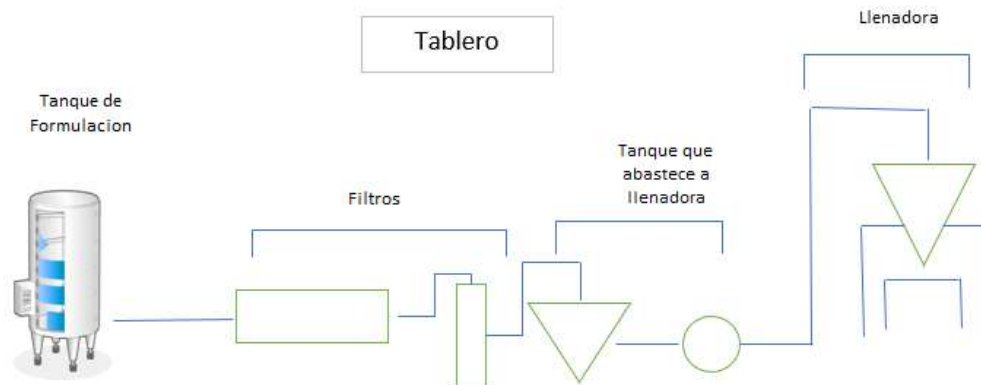 Llenadora
Tablero
Tanque de
Formulacion
Tanque que
abastece a
llenadora
Filtros